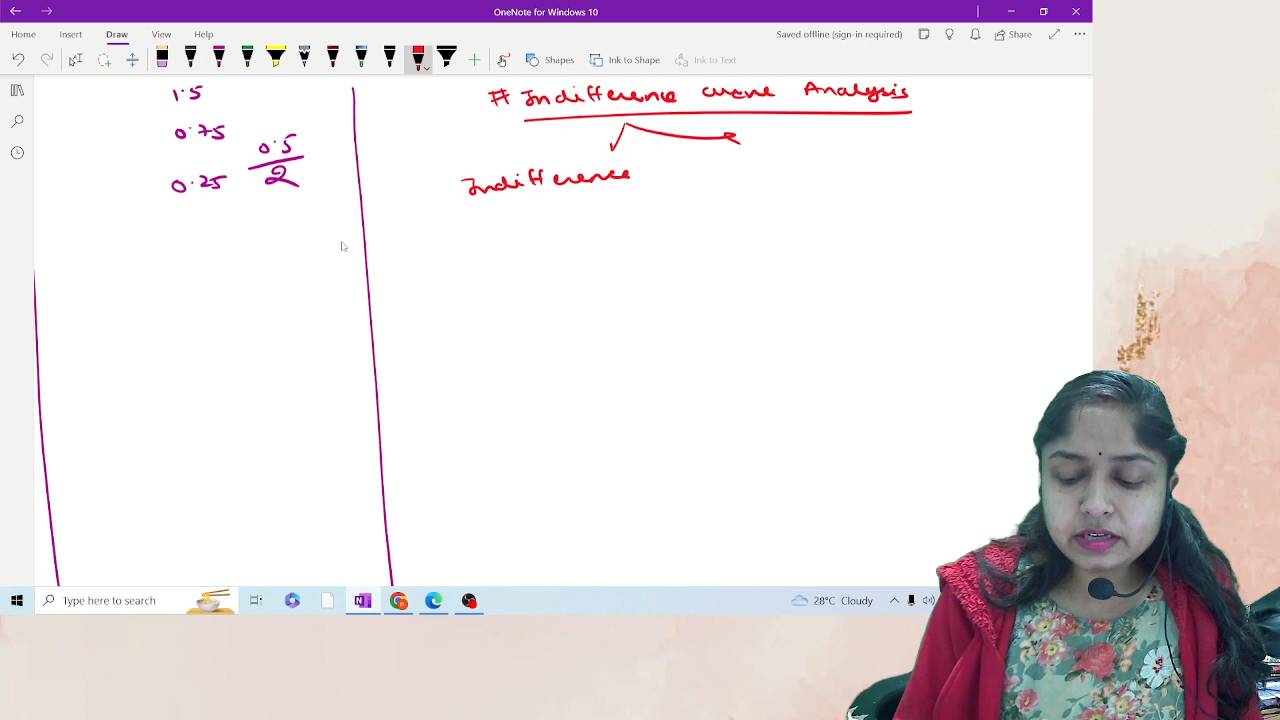 OneNote for Windows 10
Home Insert Draw View Help
Saved offline (sign-in required) Share
Shapes Ink to Shape Ink to Text
1.5
0.75
0.5
2
0.25
# Indifference curve Analysis
Indifference
Type here to search
28°C Cloudy